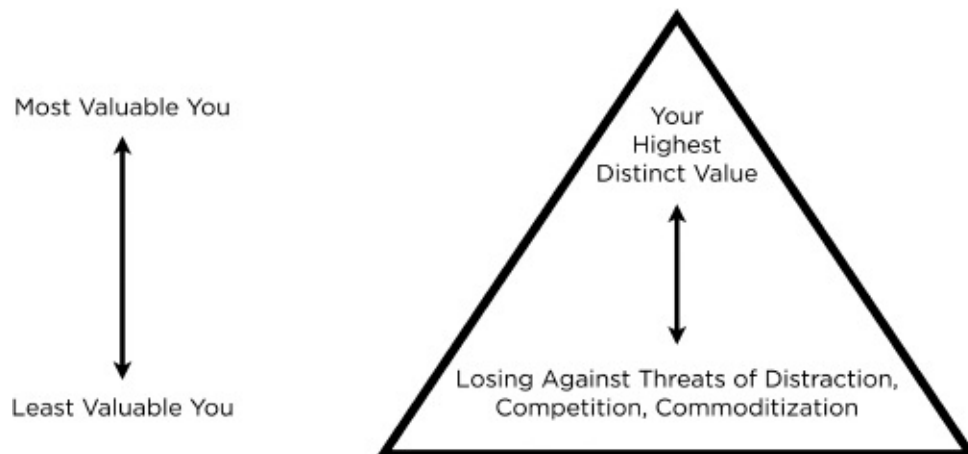 Most Valuable You
Least Valuable You
Your
Highest
Distinct Value
Losing Against Threats of Distraction,
Competition, Commoditization